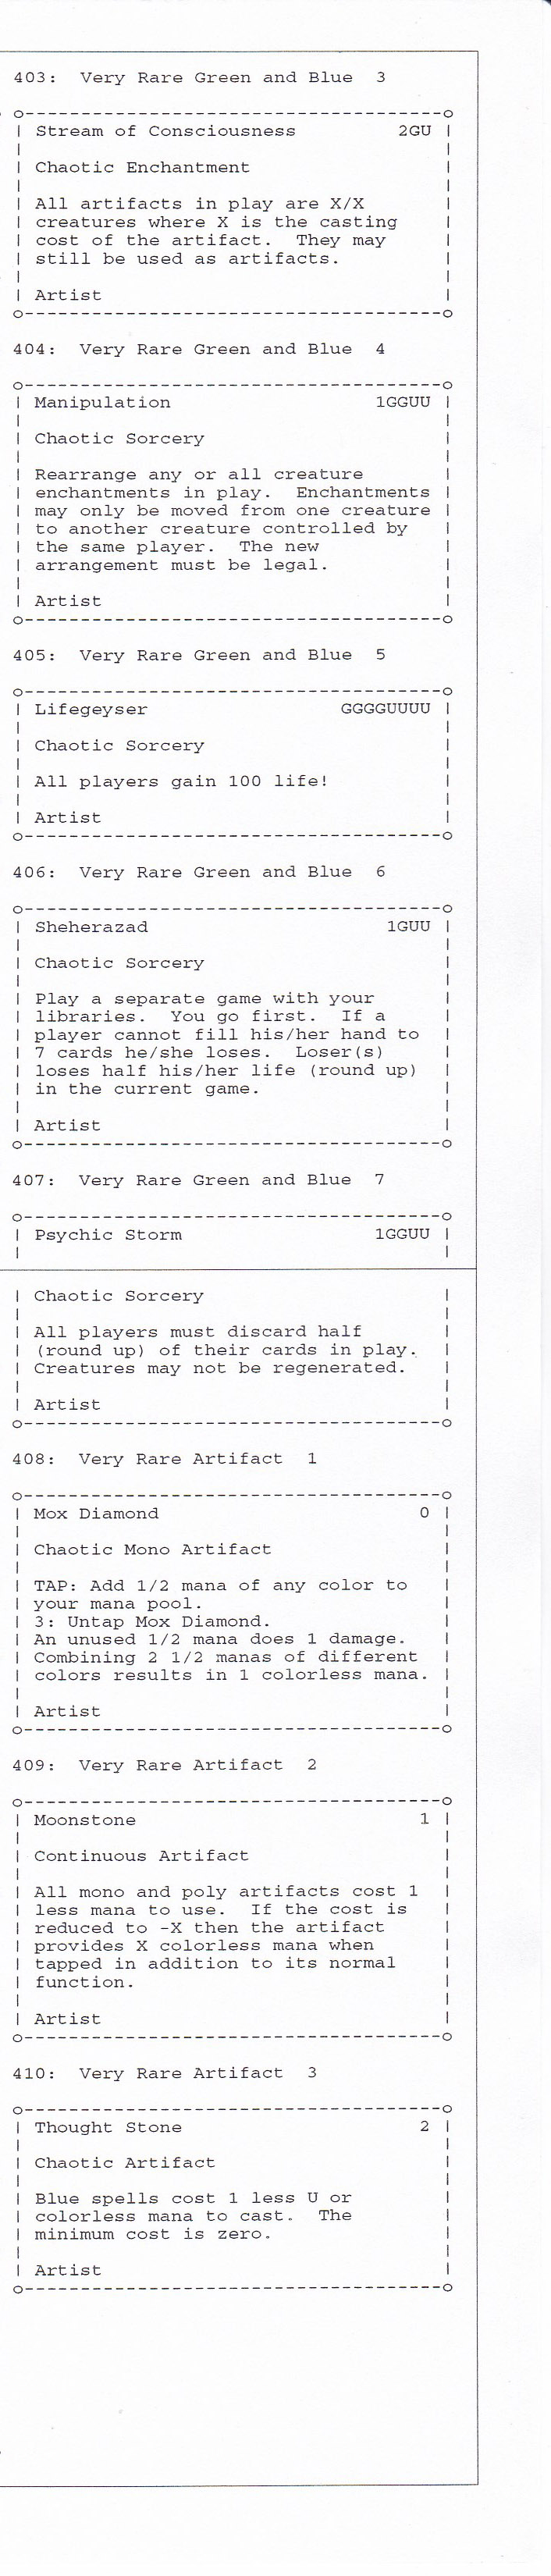 403:  Very Rare Green and Blue  3
o-----------------------------------o
| Stream of Consciousness       2GU |
|                                   |
| Chaotic Enchantment               |
|                                   |
| All artifacts in play are X/X     |
| creatures where X is the casting  |
| cost of the artifact.  They may   |
| still be used as artifacts.       |
|                                   |
| Artist                            |
o-----------------------------------o
404:  Very Rare Green and Blue  4
o-----------------------------------o
| Manipulation                1GGUU |
|                                   |
| Chaotic Sorcery                   |
|                                   |
| Rearrange any or all creature     |
| enchantments in play.  Enchantments |
| may only be moved from one creature |
| to another creature controlled by |
| the same player.  The new         |
| arrangement must be legal.        |
|                                   |
| Artist                            |
o-----------------------------------o
405:  Very Rare Green and Blue  5
o-----------------------------------o
| Lifegeyser               GGGGUUUU |
|                                   |
| Chaotic Sorcery                   |
|                                   |
| All players gain 100 life!        |
|                                   |
| Artist                            |
o-----------------------------------o
406:  Very Rare Green and Blue  6
o-----------------------------------o
| Sheherazad                   1GUU |
|                                   |
| Chaotic Sorcery                   |
|                                   |
| Play a separate game with your    |
| libraries.  You go first.  If a   |
| player cannot fill his/her hand to |
| 7 cards he/she loses.  Loser(s)   |
| loses half his/her life (round up) |
| in the current game.              |
|                                   |
| Artist                            |
o-----------------------------------o
407:  Very Rare Green and Blue  7
o-----------------------------------o
| Psychic Storm               1GGUU |
|                                   |
| Chaotic Sorcery                   |
|                                   |
| All players must discard half     |
| (round up) of their cards in play. |
| Creatures may not be regenerated. |
|                                   |
| Artist                            |
o-----------------------------------o
408:  Very Rare Artifact  1
o-----------------------------------o
| Mox Diamond                     0 |
|                                   |
| Chaotic Mono Artifact             |
|                                   |
| TAP: Add 1/2 mana of any color to |
| your mana pool.                   |
| 3: Untap Mox Diamond.             |
| An unused 1/2 mana does 1 damage. |
| Combining 2 1/2 manas of different |
| colors results in 1 colorless mana. |
|                                   |
| Artist                            |
o-----------------------------------o
409:  Very Rare Artifact  2
o-----------------------------------o
| Moonstone                       1 |
|                                   |
| Continuous Artifact               |
|                                   |
| All mono and poly artifacts cost 1 |
| less mana to use.  If the cost is |
| reduced to -X then the artifact   |
| provides X colorless mana when    |
| tapped in addition to its normal  |
| function.                         |
|                                   |
| Artist                            |
o-----------------------------------o
410:  Very Rare Artifact  3
o-----------------------------------o
| Thought Stone                   2 |
|                                   |
| Chaotic Artifact                  |
|                                   |
| Blue spells cost 1 less U or      |
| colorless mana to cast.  The      |
| minimum cost is zero.             |
|                                   |
| Artist                            |
o-----------------------------------o